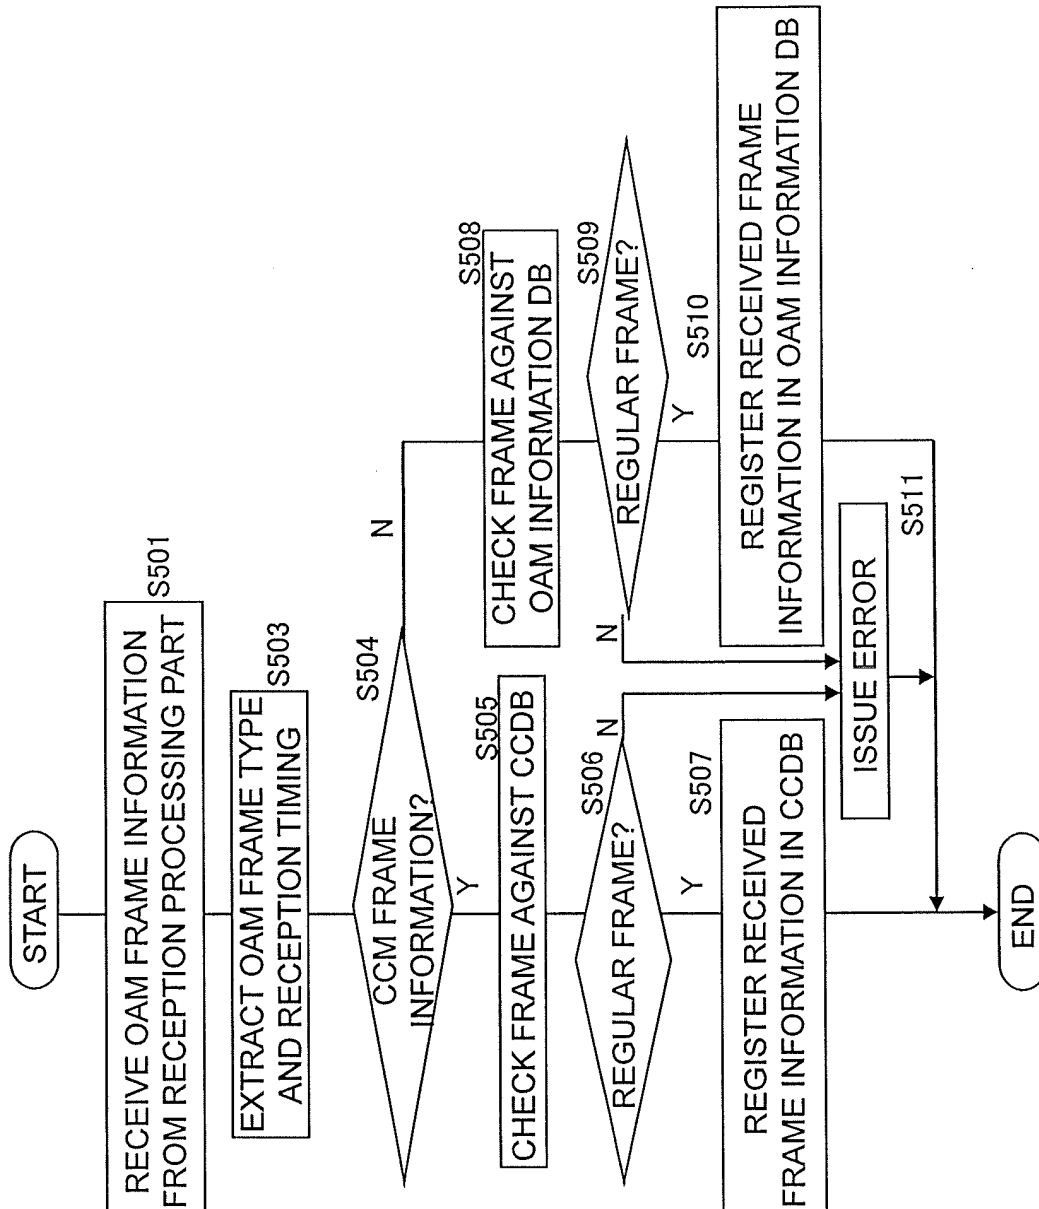 START
RECEIVE OAM FRAME INFORMATION
FROM RECEPTION PROCESSING PART
S501
EXTRACT OAM FRAME TYPE
AND RECEPTION TIMING
S503
CCM FRAME
INFORMATION?
S504
Y
N
CHECK FRAME AGAINST CCDB
S505
REGULAR FRAME?
S506
N
Y
REGISTER RECEIVED
FRAME INFORMATION IN CCDB
S507
CHECK FRAME AGAINST
OAM INFORMATION DB
S508
REGULAR FRAME?
S509
N
Y
REGISTER RECEIVED FRAME
INFORMATION IN OAM INFORMATION DB
S510
ISSUE ERROR
S511
END